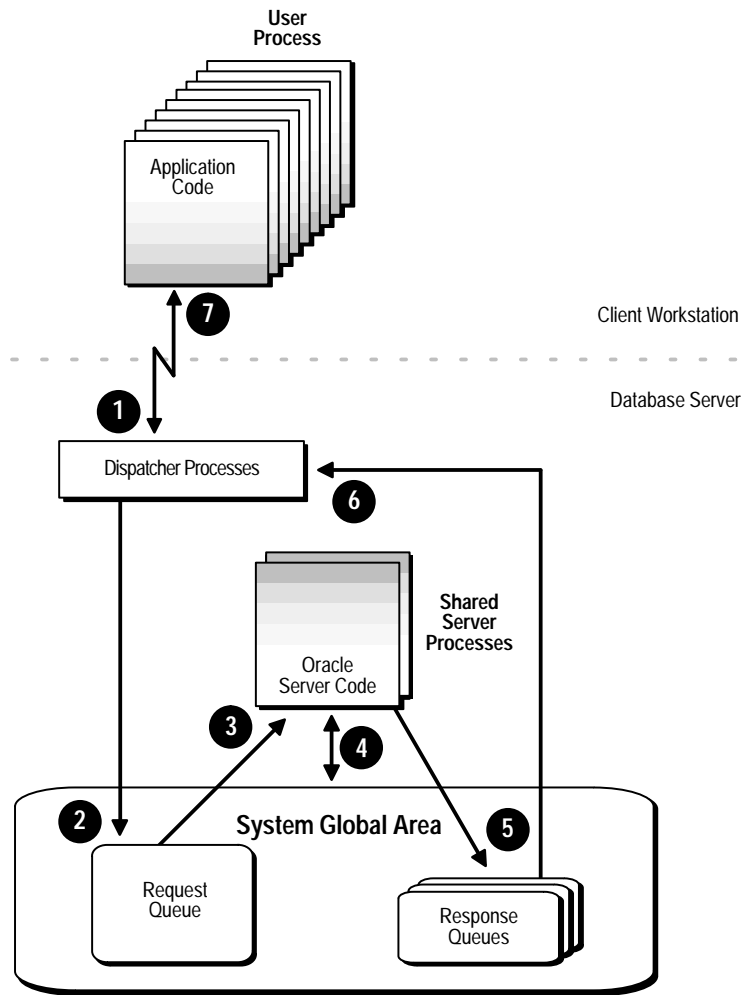 User
Process
Application
Code
7
Client Workstation
Database Server
1
Dispatcher Processes
6
Shared
Server
Processes
Oracle
Server Code
3
4
2
System Global Area
5
Request
Queue
Response
Queues